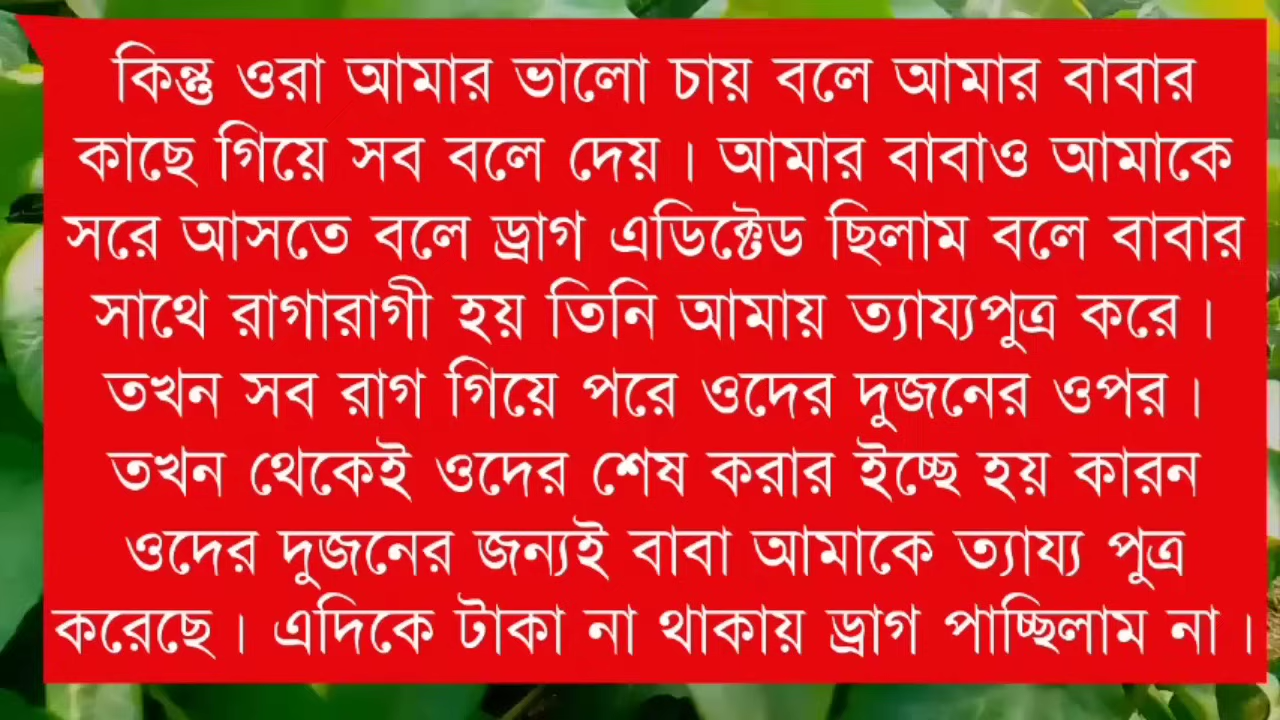 কিন্তু ওরা আমার ভালো চায় বলে আমার বাবার
কাছে গিয়ে সব বলে দেয়। আমার বাবাও আমাকে
সরে আসতে বলে ড্রাগ এডিক্টেড ছিলাম বলে বাবার
সাথে রাগারাগী হয় তিনি আমায় ত্যায্যপুত্র করে।
তখন সব রাগ গিয়ে পরে ওদের দুজনের ওপর।
তখন থেকেই ওদের শেষ করার ইচ্ছে হয় কারন
ওদের দুজনের জন্যই বাবা আমাকে ত্যায্য পুত্র
করেছে। এদিকে টাকা না থাকায় ড্রাগ পাচ্ছিলাম না।